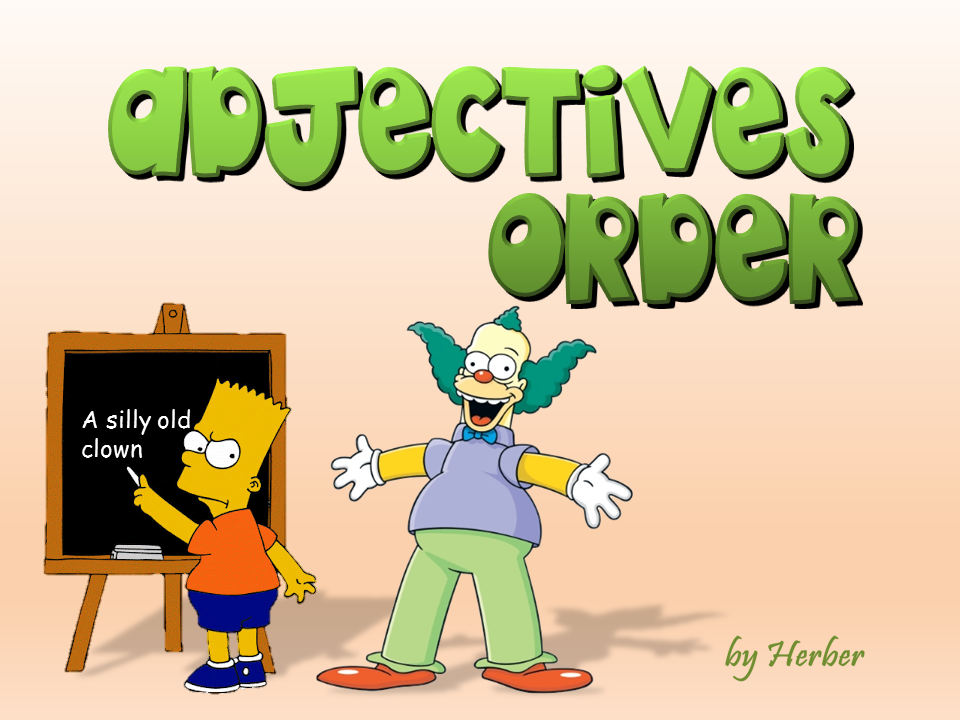 ADJECTIVES
ORDER
A silly old
clown
by Herber